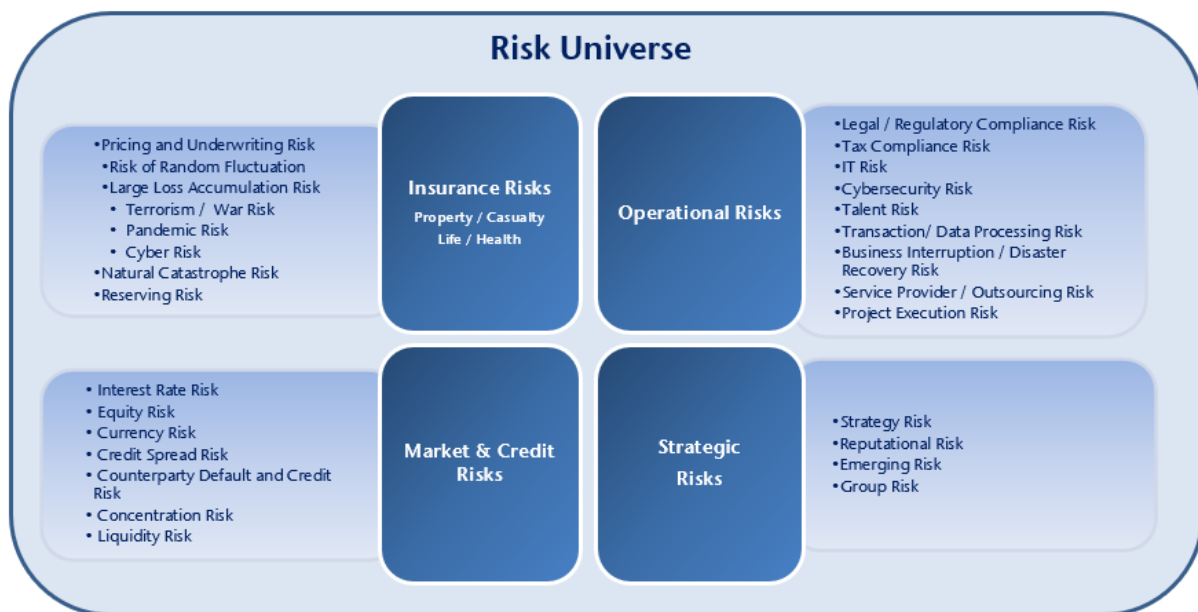 Risk Universe
•Pricing and Underwriting Risk
•Risk of Random Fluctuation
•Large Loss Accumulation Risk
• Terrorism / War Risk
• Pandemic Risk
• Cyber Risk
•Natural Catastrophe Risk
•Reserving Risk
Insurance Risks
Property / Casualty
Life / Health
Operational Risks
•Legal / Regulatory Compliance Risk
•Tax Compliance Risk
•IT Risk
•Cybersecurity Risk
•Talent Risk
•Transaction/ Data Processing Risk
•Business Interruption / Disaster
Recovery Risk
•Service Provider / Outsourcing Risk
•Project Execution Risk
• Interest Rate Risk
• Equity Risk
• Currency Risk
• Credit Spread Risk
• Counterparty Default and Credit
Risk
• Concentration Risk
• Liquidity Risk
Market & Credit
Risks
Strategic
Risks
•Strategy Risk
•Reputational Risk
•Emerging Risk
•Group Risk